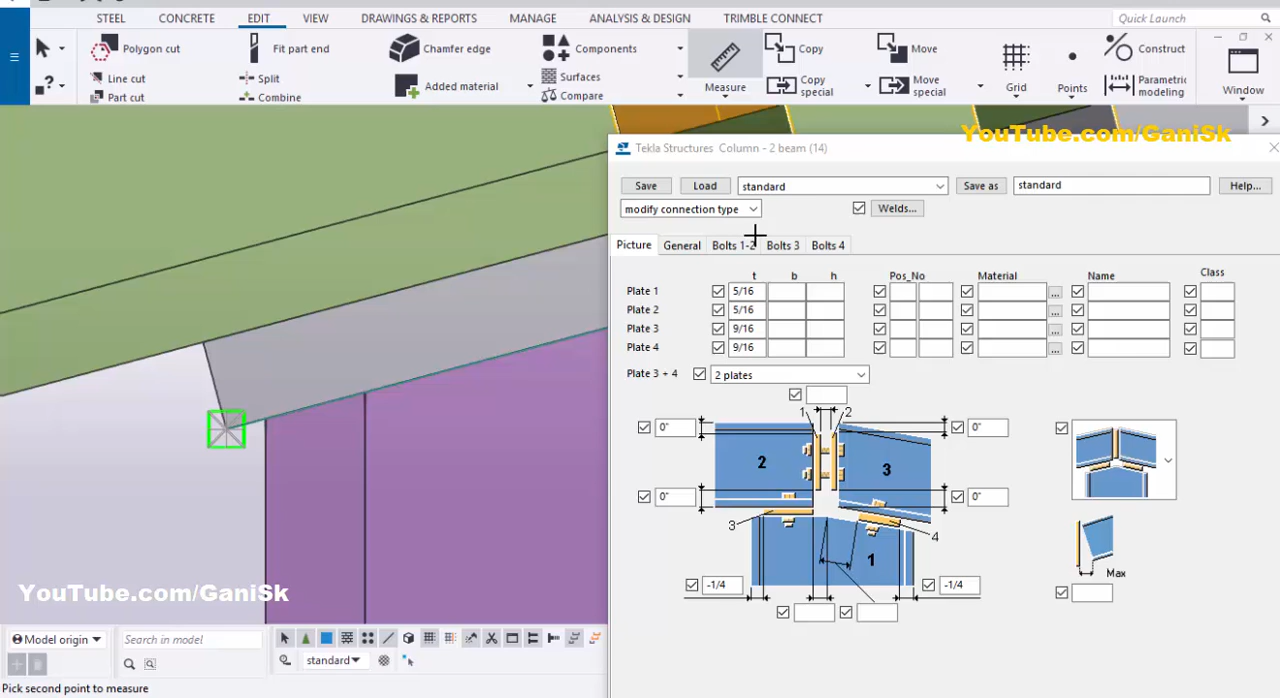 STEEL CONCRETE EDIT VIEW DRAWINGS & REPORTS MANAGE ANALYSIS & DESIGN TRIMBLE CONNECT Quick Launch
Polygon cut Fit part end Chamfer edge Components Measure Copy Move Grid Points Construct Window
Line cut Split Added material Surfaces Copy special Move special Parametric modeling
Part cut Combine Compare
YouTube.com/GaniSk
Tekla Structures Column - 2 beam (14)
Save Load standard Save as standard Help...
modify connection type Welds...
Picture General Bolts 1-2 Bolts 3 Bolts 4
t b h Pos_No Material Name Class
Plate 1 5/16 ...
Plate 2 5/16 ...
Plate 3 9/16 ...
Plate 4 9/16 ...
Plate 3 + 4 2 plates
1 2
0" 0"
2 3
0" 0"
3 4
1
Max
-1/4 -1/4
YouTube.com/GaniSk
Model origin Search in model
standard
Pick second point to measure